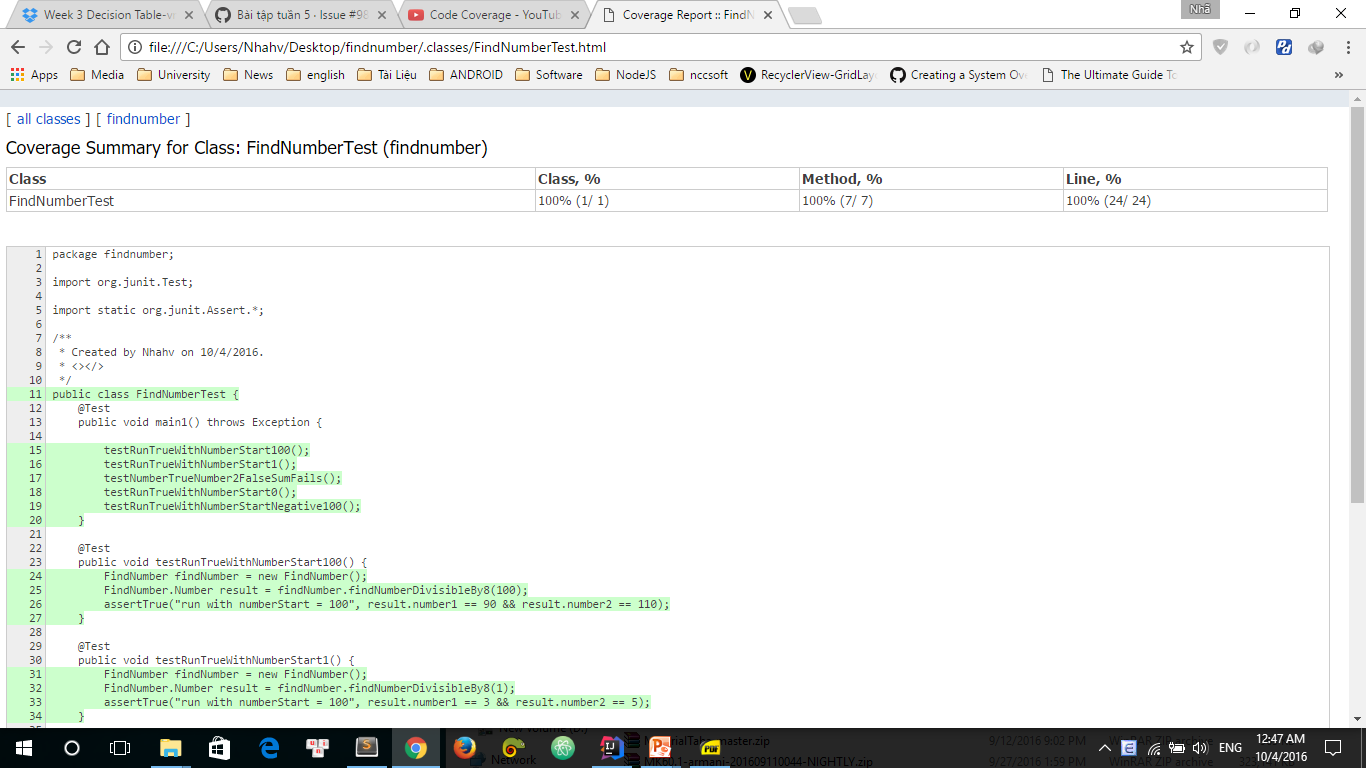 Week 3 Decision Table-v
Bài tập tuần 5 · Issue #98
Code Coverage - YouTub
Coverage Report :: FindN
Nhã
file:///C:/Users/Nhahv/Desktop/findnumber/.classes/FindNumberTest.html
Apps Media University News english Tài Liệu ANDROID Software NodeJS nccsoft RecyclerView-GridLay Creating a System Ov The Ultimate Guide To »
[ all classes ] [ findnumber ]
Coverage Summary for Class: FindNumberTest (findnumber)
Class Class, % Method, % Line, %
FindNumberTest 100% (1/ 1) 100% (7/ 7) 100% (24/ 24)
1 package findnumber;
2
3 import org.junit.Test;
4
5 import static org.junit.Assert.*;
6
7 /**
8 * Created by Nhahv on 10/4/2016.
9 * <></>
10 */
11 public class FindNumberTest {
12 @Test
13 public void main1() throws Exception {
14
15 testRunTrueWithNumberStart100();
16 testRunTrueWithNumberStart1();
17 testNumberTrueNumber2FalseSumFails();
18 testRunTrueWithNumberStart0();
19 testRunTrueWithNumberStartNegative100();
20 }
21
22 @Test
23 public void testRunTrueWithNumberStart100() {
24 FindNumber findNumber = new FindNumber();
25 FindNumber.Number result = findNumber.findNumberDivisibleBy8(100);
26 assertTrue("run with numberStart = 100", result.number1 == 90 && result.number2 == 110);
27 }
28
29 @Test
30 public void testRunTrueWithNumberStart1() {
31 FindNumber findNumber = new FindNumber();
32 FindNumber.Number result = findNumber.findNumberDivisibleBy8(1);
33 assertTrue("run with numberStart = 100", result.number1 == 3 && result.number2 == 5);
34 }
Network
master.zip 9/12/2016 9:02 PM WinRAR ZIP archive
MK60.1-armani-201609110044-NIGHTLY.zip 9/27/2016 1:59 PM WinRAR ZIP archive
ENG
12:47 AM
10/4/2016